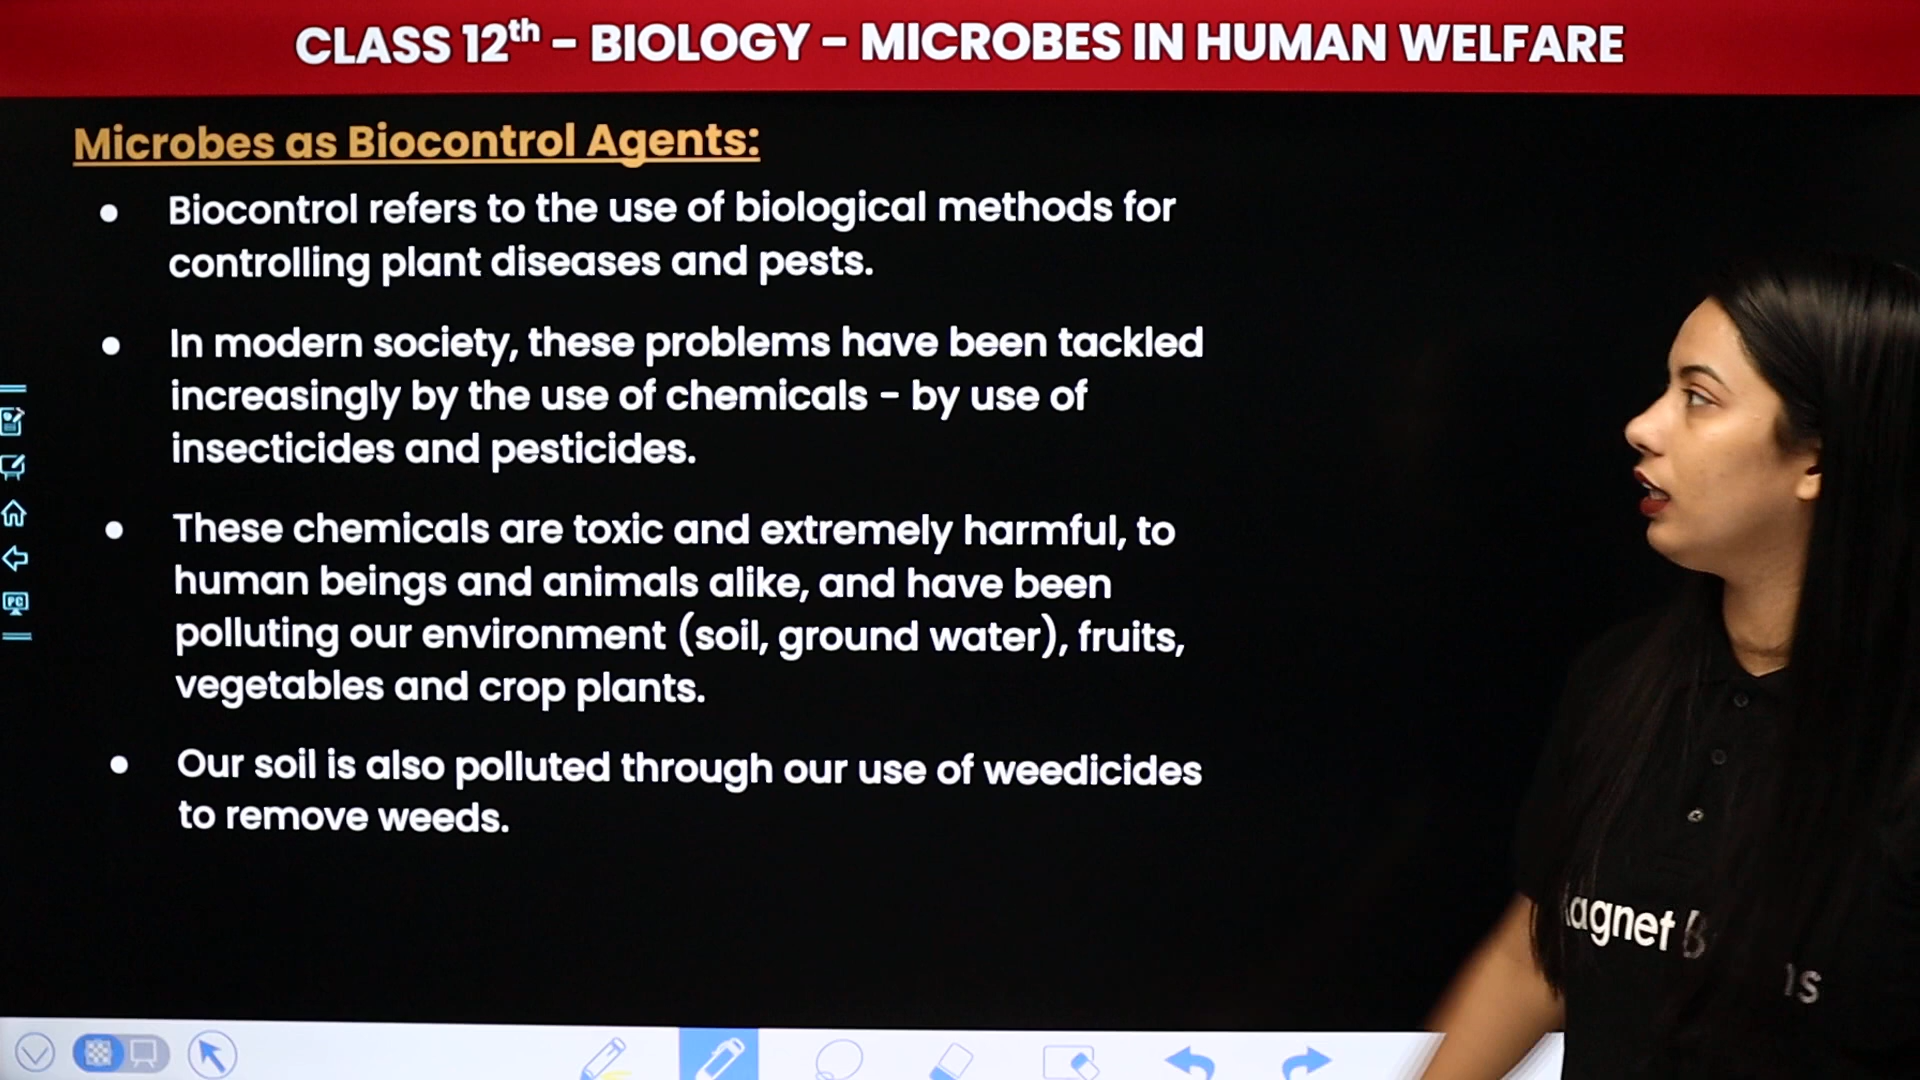 CLASS 12th – BIOLOGY – MICROBES IN HUMAN WELFARE
Microbes as Biocontrol Agents:
● Biocontrol refers to the use of biological methods for
controlling plant diseases and pests.
● In modern society, these problems have been tackled
increasingly by the use of chemicals – by use of
insecticides and pesticides.
● These chemicals are toxic and extremely harmful, to
human beings and animals alike, and have been
polluting our environment (soil, ground water), fruits,
vegetables and crop plants.
● Our soil is also polluted through our use of weedicides
to remove weeds.
PC
agnet B
ns